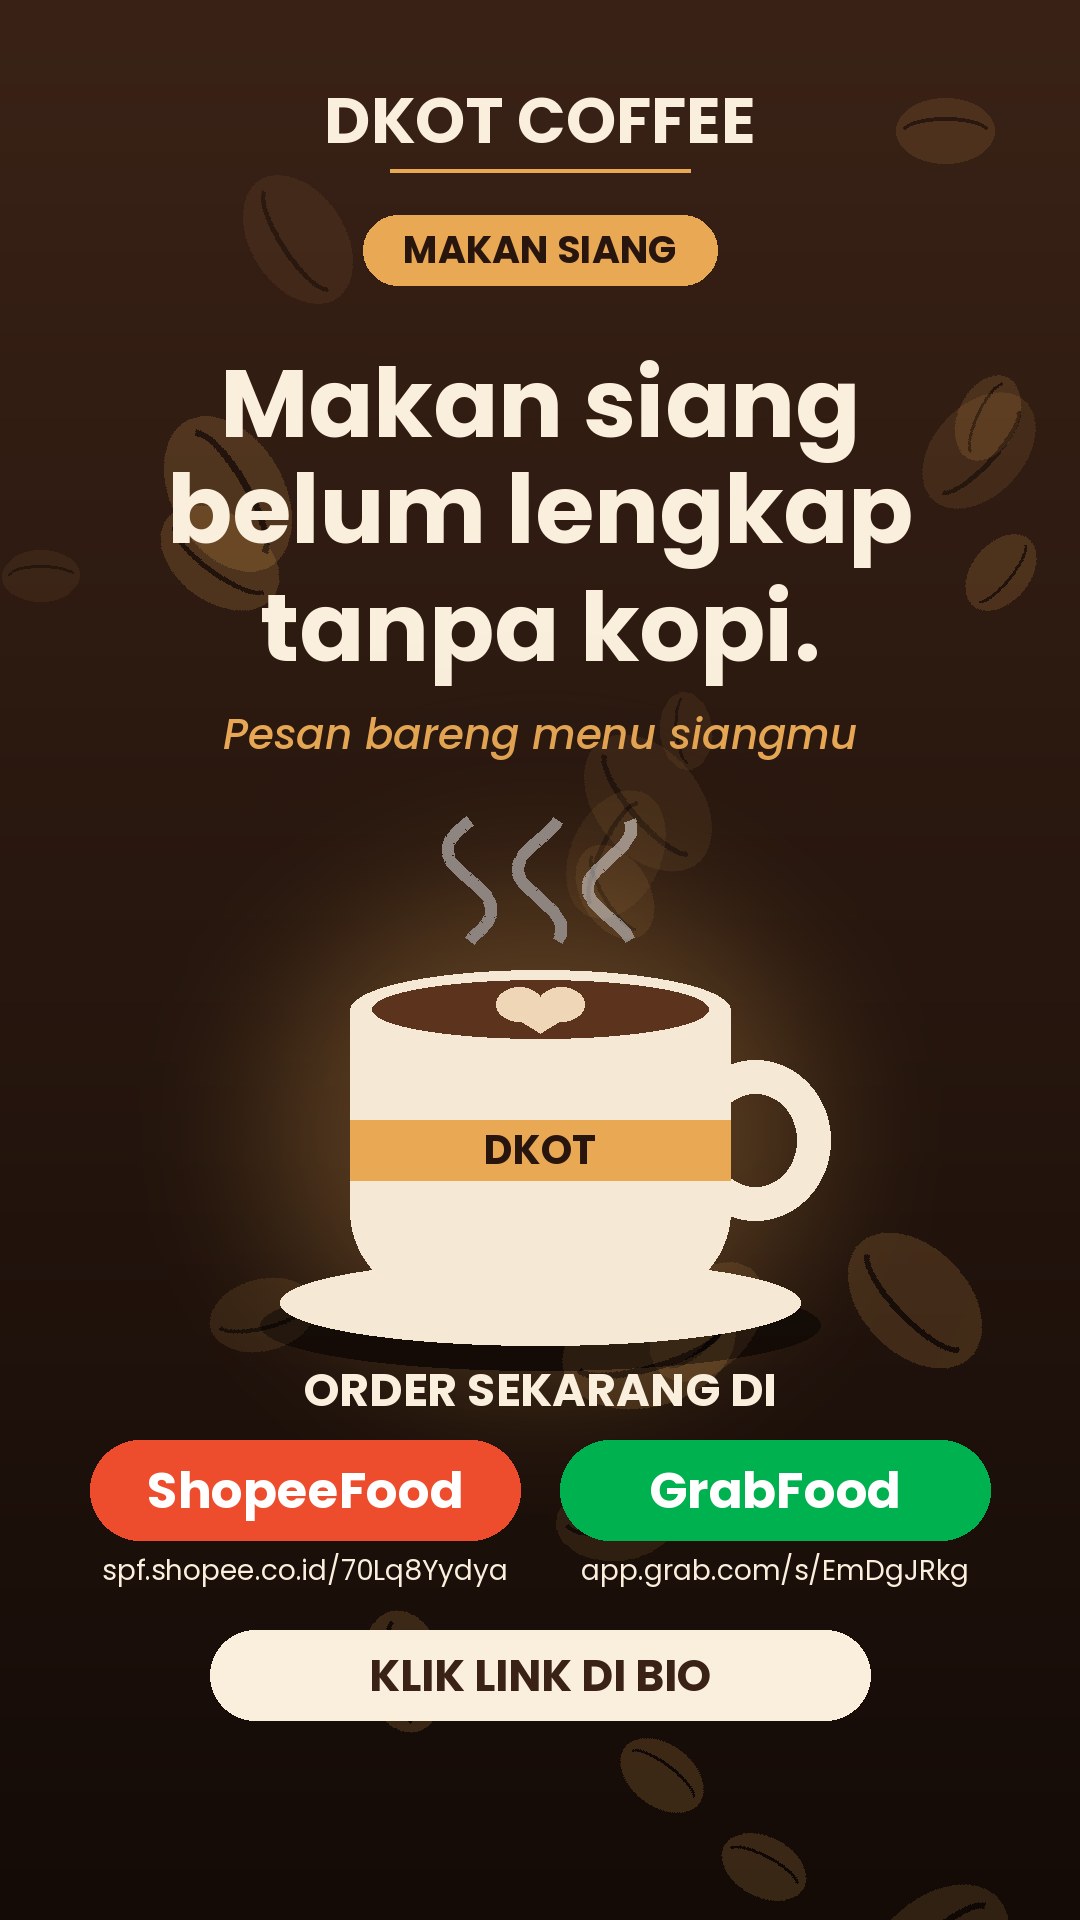 DKOT COFFEE
MAKAN SIANG
Makan siang
belum lengkap
tanpa kopi.
Pesan bareng menu siangmu
DKOT
ORDER SEKARANG DI
ShopeeFood
GrabFood
spf.shopee.co.id/70Lq8Yydya
app.grab.com/s/EmDgJRkg
KLIK LINK DI BIO